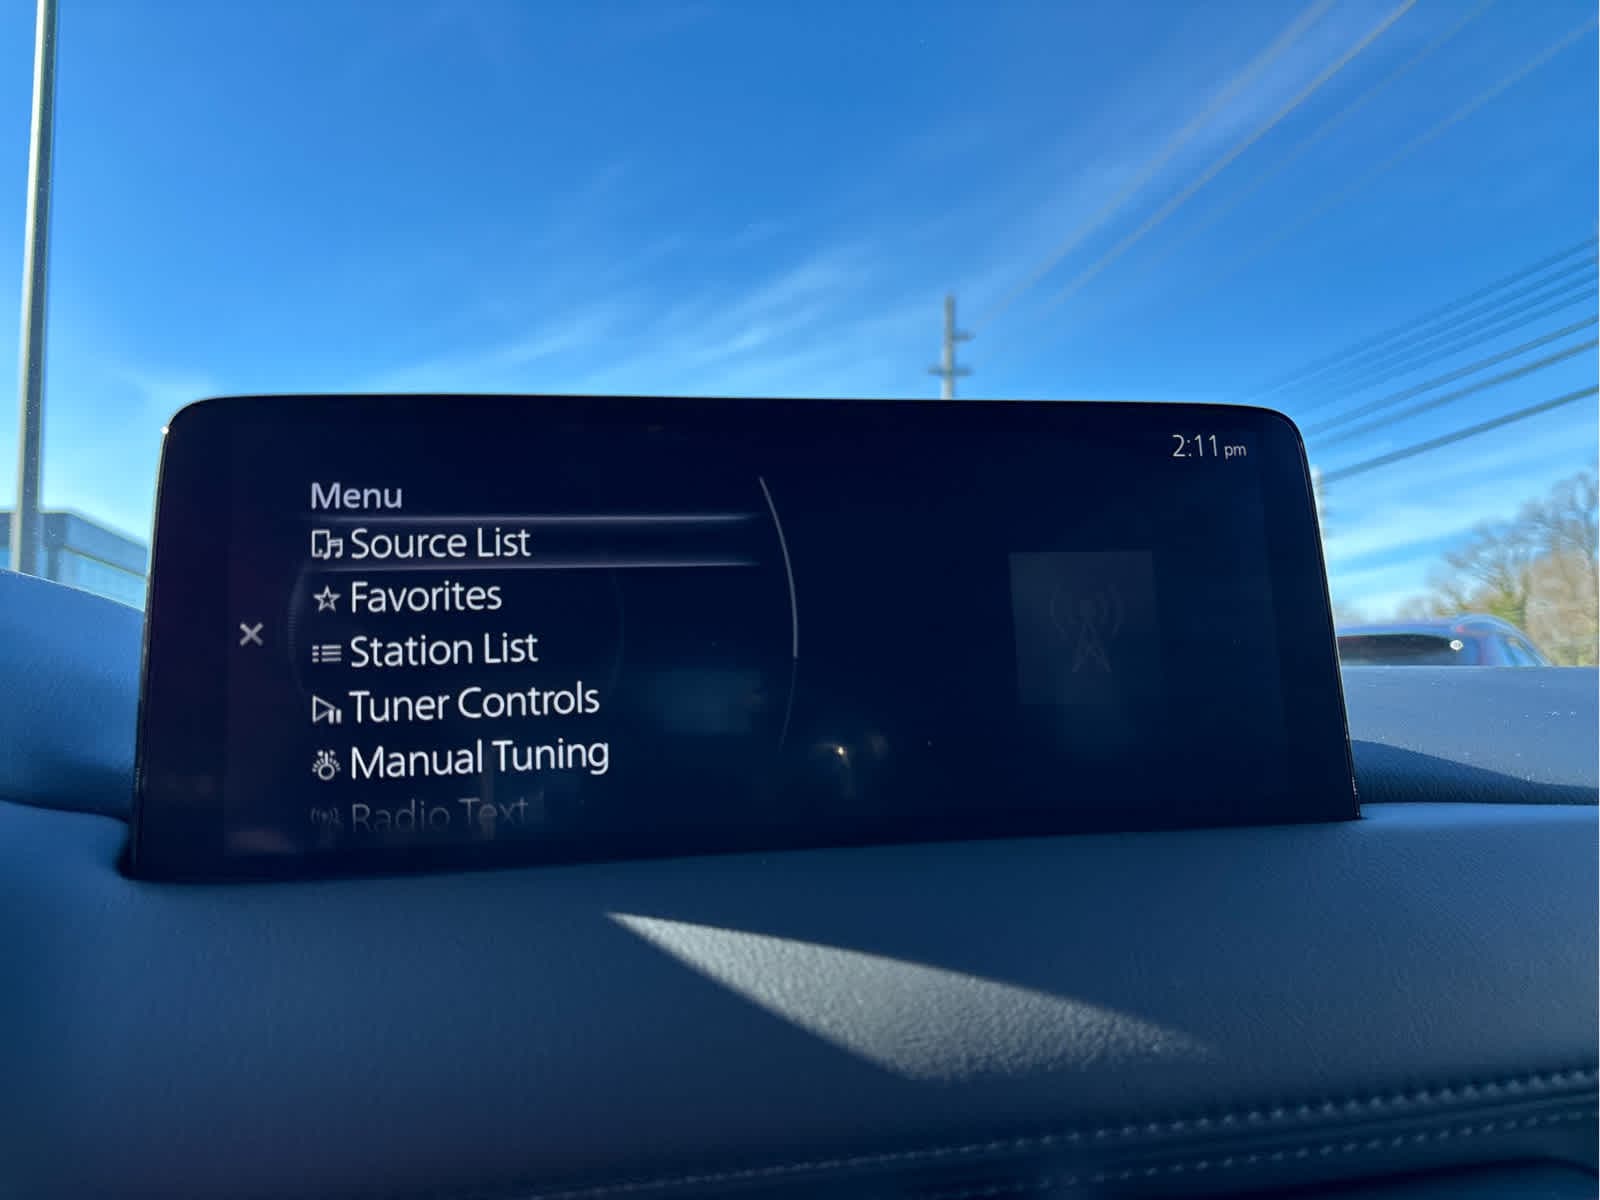 2:11 pm
Menu
Source List
Favorites
Station List
Tuner Controls
Manual Tuning
Radio Text